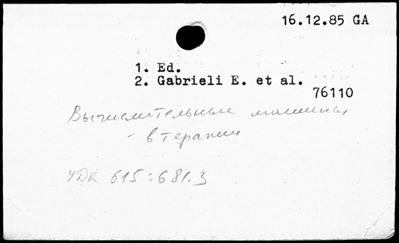 16.12.85 GA
1. Ed.
2. Gabrieli E. et al.
76110
Вычислительные машины
- в терапии
УДК 615:681.3